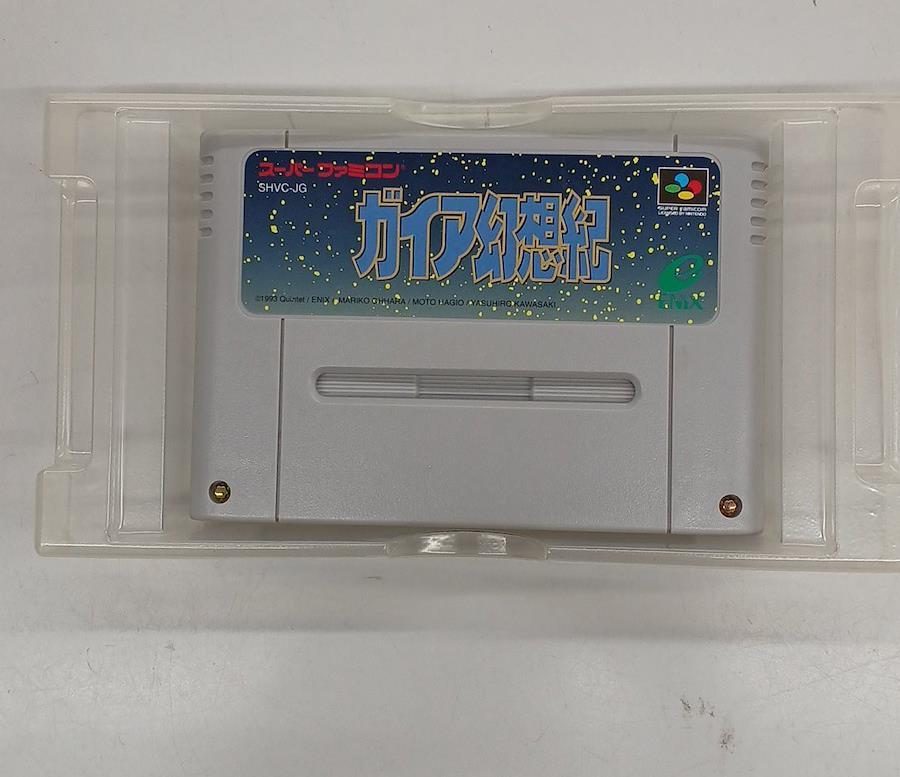 スーパーファミコン
SHVC-JG
ガイア幻想紀
SUPER FAMICOM
LICENSED BY NINTENDO
ENIX
©1993 Quintet / ENIX / MARIKO OHHARA / MOTO HAGIO / YASUHIRO KAWASAKI